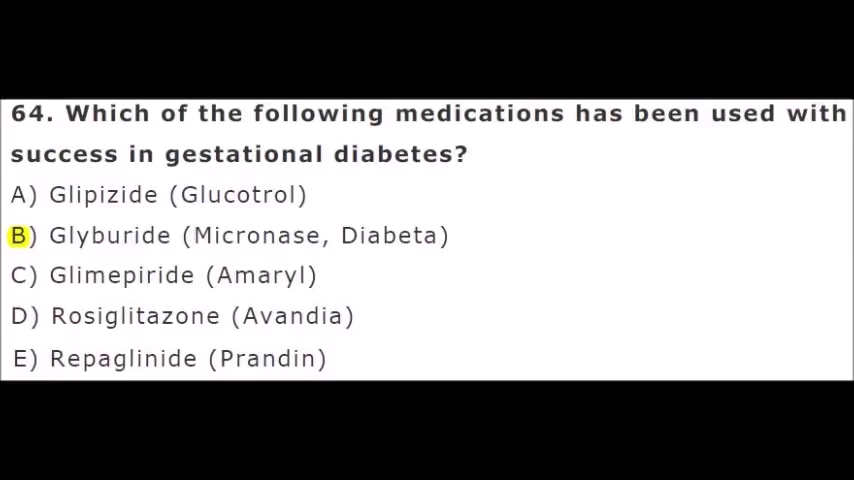 64. Which of the following medications has been used with
success in gestational diabetes?
A) Glipizide (Glucotrol)
B) Glyburide (Micronase, Diabeta)
C) Glimepiride (Amaryl)
D) Rosiglitazone (Avandia)
E) Repaglinide (Prandin)